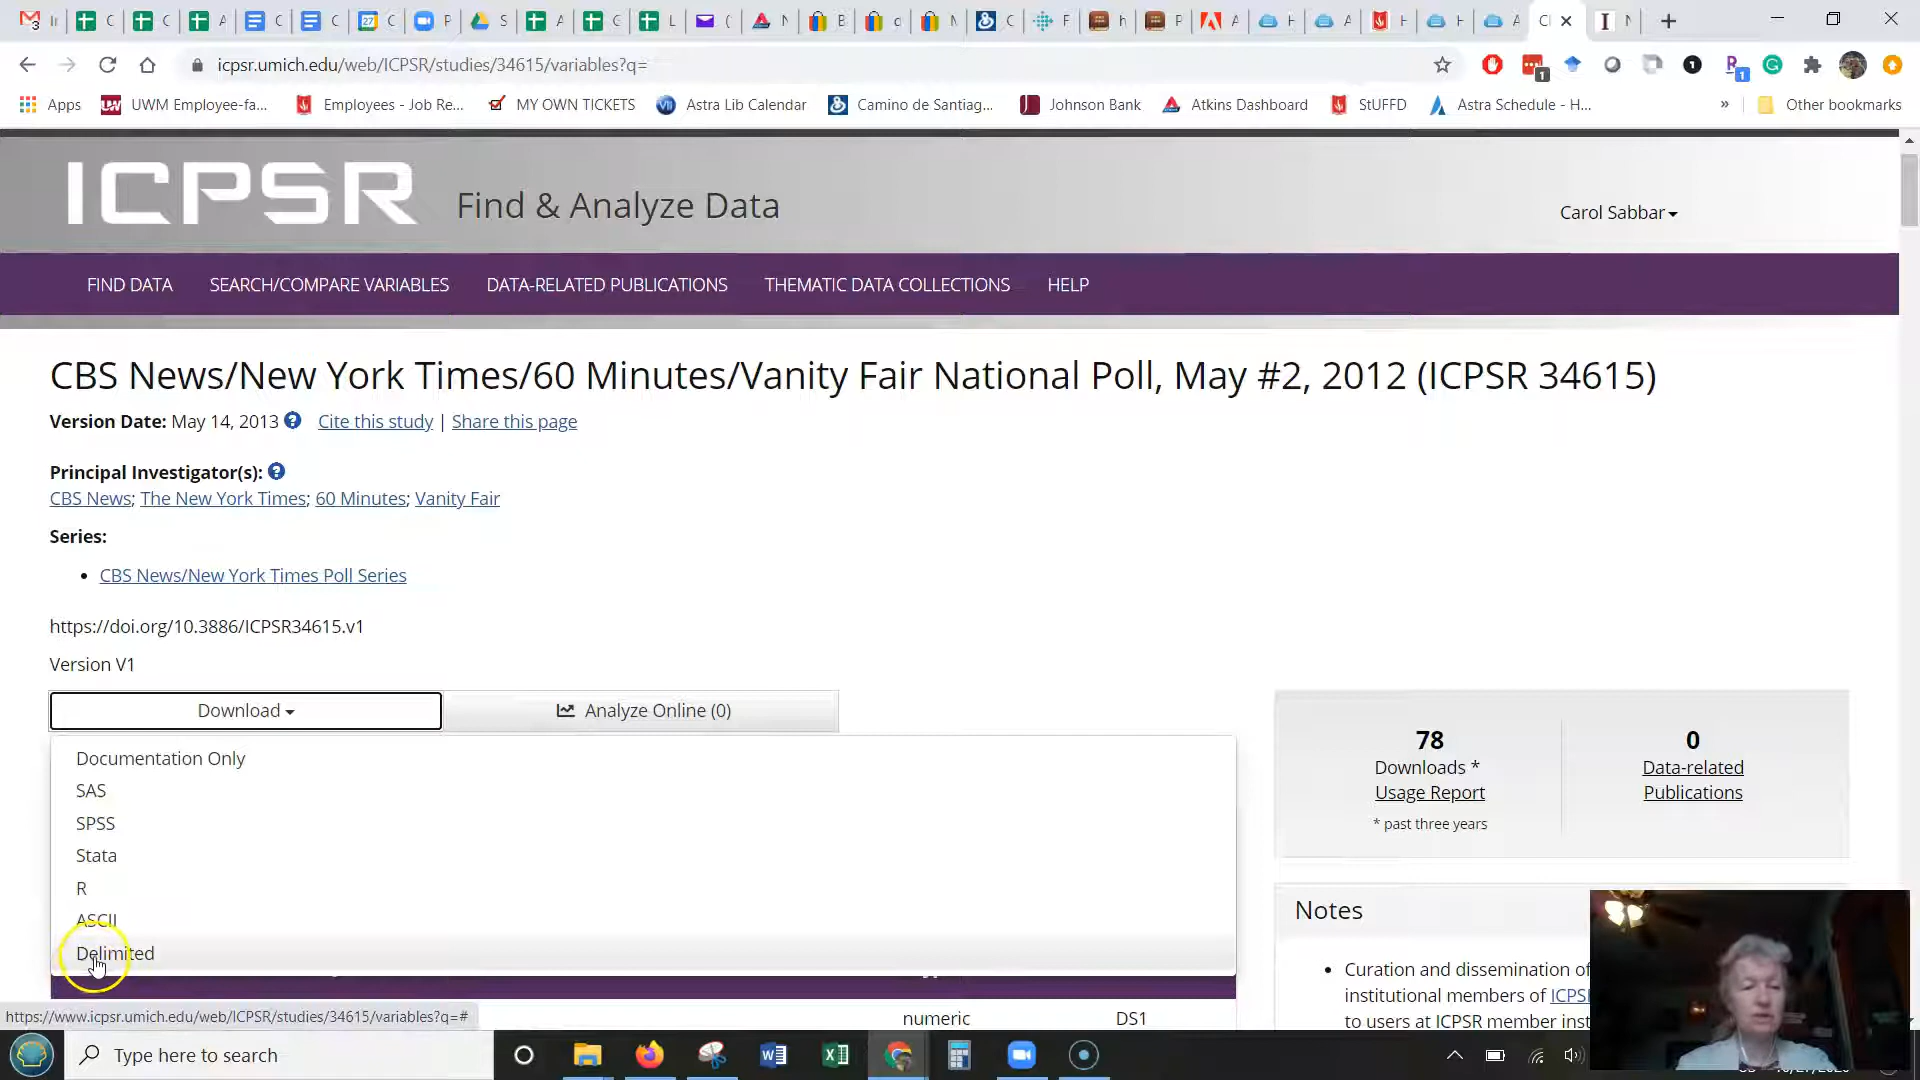 icpsr.umich.edu/web/ICPSR/studies/34615/variables?q=
Apps UWM Employee-fa... Employees - Job Re... MY OWN TICKETS Astra Lib Calendar Camino de Santiag... Johnson Bank Atkins Dashboard StUFFD Astra Schedule - H... » Other bookmarks
ICPSR Find & Analyze Data
Carol Sabbar
FIND DATA SEARCH/COMPARE VARIABLES DATA-RELATED PUBLICATIONS THEMATIC DATA COLLECTIONS HELP
CBS News/New York Times/60 Minutes/Vanity Fair National Poll, May #2, 2012 (ICPSR 34615)
Version Date: May 14, 2013 Cite this study | Share this page
Principal Investigator(s):
CBS News; The New York Times; 60 Minutes; Vanity Fair
Series:
• CBS News/New York Times Poll Series
https://doi.org/10.3886/ICPSR34615.v1
Version V1
Download Analyze Online (0)
Documentation Only
SAS
SPSS
Stata
R
ASCII
Delimited
78
Downloads *
Usage Report
* past three years
0
Data-related
Publications
Notes
• Curation and dissemination of
institutional members of ICPS
to users at ICPSR member inst
numeric DS1
https://www.icpsr.umich.edu/web/ICPSR/studies/34615/variables?q=#
Type here to search